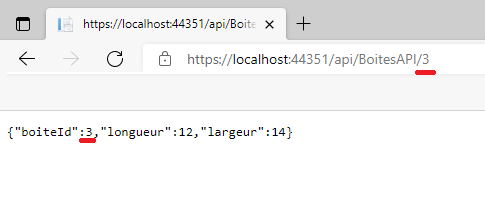 https://localhost:44351/api/Boite
https://localhost:44351/api/BoitesAPI/3
{"boiteId":3,"longueur":12,"largeur":14}